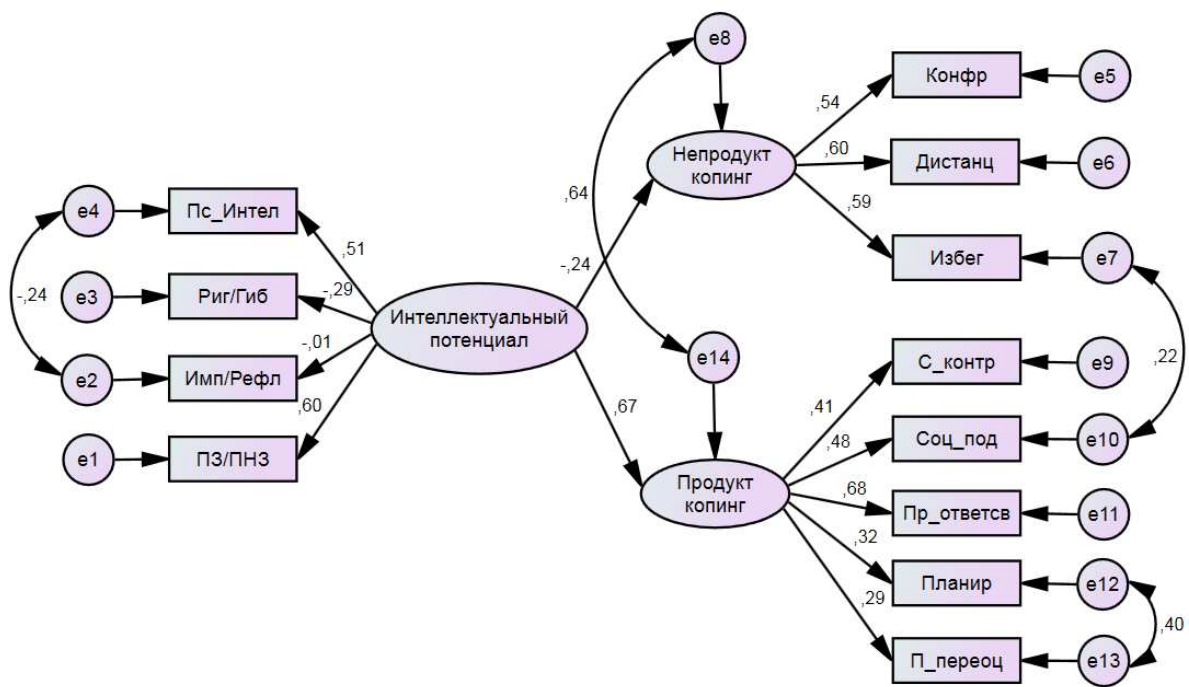 e8
Конфр
e5
,54
Непродукт
копинг
,60
Дистанц
e6
,64
,59
e4
Пс_Интел
Избег
e7
,51
-,24
-,24
e3
Риг/Гиб
-,29
Интеллектуальный
потенциал
e14
-,01
e2
Имп/Рефл
С_контр
e9
,22
,60
,67
,41
e1
ПЗ/ПНЗ
,48
Соц_под
e10
Продукт
копинг
,68
Пр_ответсв
e11
,32
Планир
e12
,29
,40
П_переоц
e13